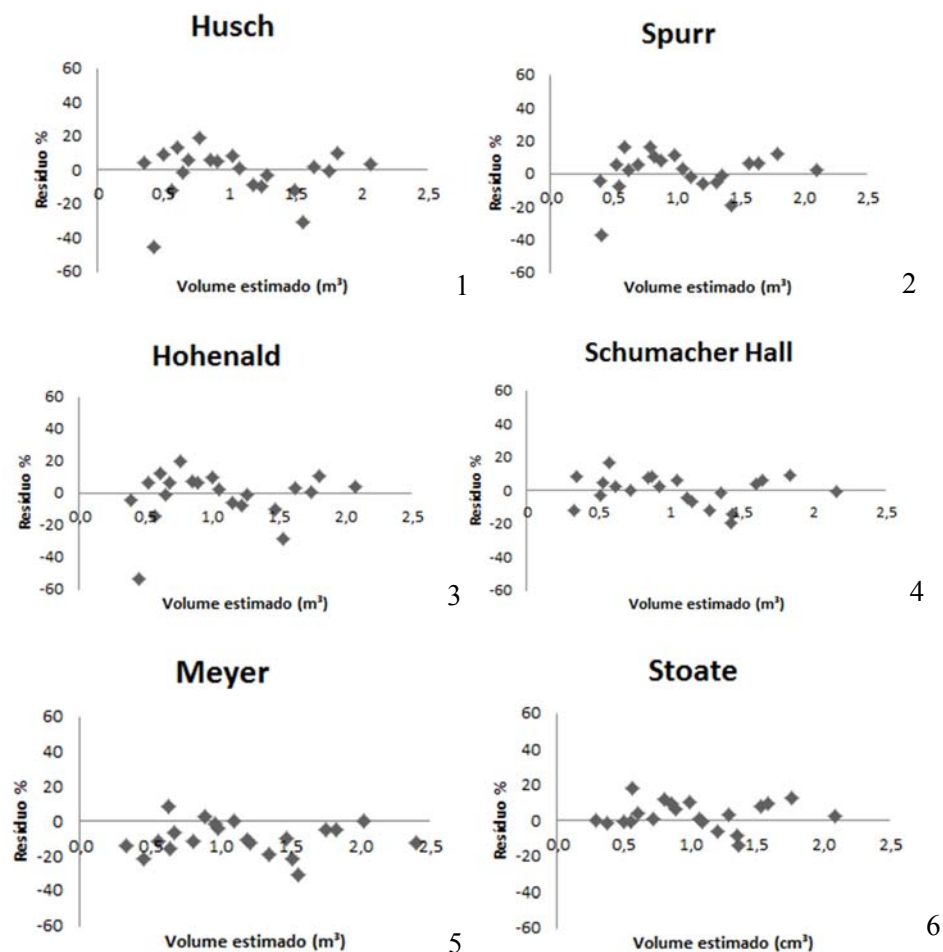 Husch
60
40
20
0
-20
-40
-60
0 0,5 1 1,5 2 2,5
Resíduo %
Volume estimado (m³)
1
Spurr
60
40
20
0
-20
-40
-60
0,0 0,5 1,0 1,5 2,0 2,5
Resíduo %
Volume estimado (m³)
2
Hohenald
60
40
20
0
-20
-40
-60
0,0 0,5 1,0 1,5 2,0 2,5
Resíduo %
Volume estimado (m³)
3
Schumacher Hall
60
40
20
0
-20
-40
-60
0 0,5 1 1,5 2 2,5
Resíduo %
Volume estimado (m³)
4
Meyer
60
40
20
0
-20
-40
-60
0,0 0,5 1,0 1,5 2,0 2,5
Resíduo %
Volume estimado (m³)
5
Stoate
60
40
20
0
-20
-40
-60
0,0 0,5 1,0 1,5 2,0 2,5
Resíduo %
Volume estimado (cm³)
6